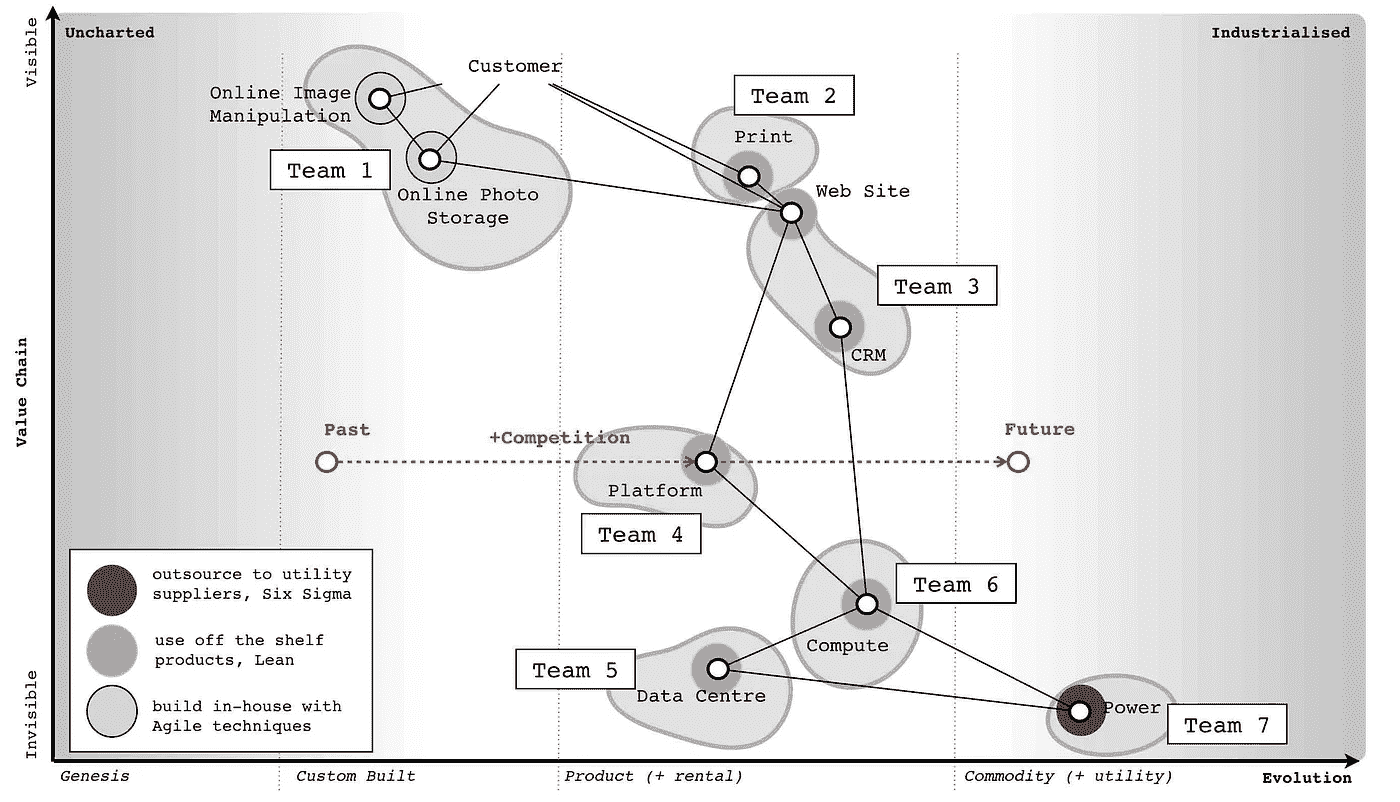 Visible
Uncharted
Industrialised
Customer
Online Image
Manipulation
Team 1
Online Photo
Storage
Team 2
Print
Web Site
Team 3
CRM
Value Chain
Past
+Competition
Future
Platform
Team 4
Team 6
Compute
Team 5
Data Centre
Power
Team 7
outsource to utility
suppliers, Six Sigma
use off the shelf
products, Lean
build in-house with
Agile techniques
Invisible
Genesis
Custom Built
Product (+ rental)
Commodity (+ utility)
Evolution